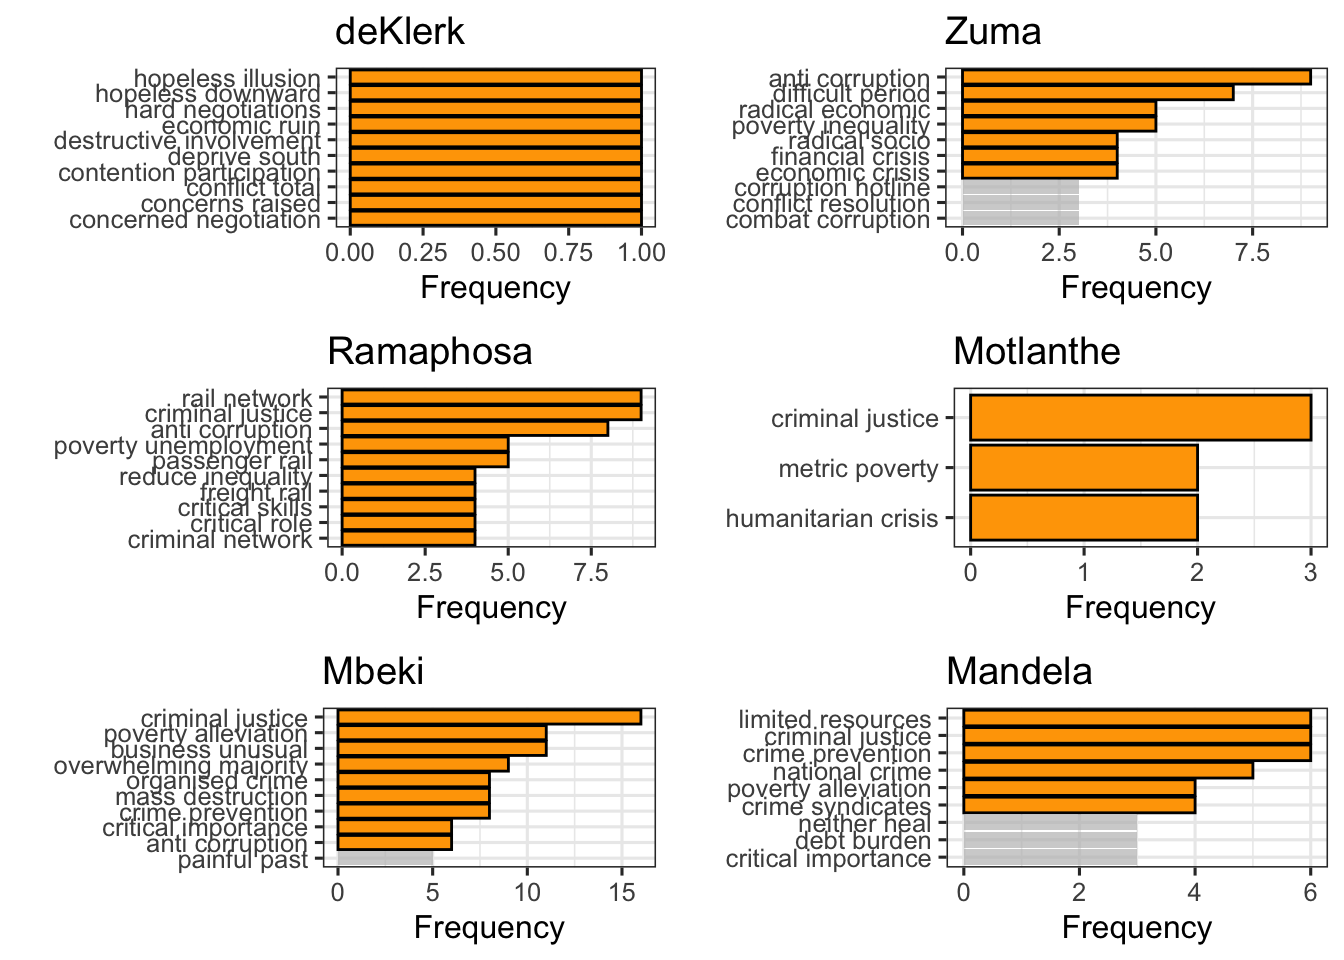 deKlerk
hopeless illusion
hopeless downward
hard negotiations
economic ruin
destructive involvement
deprive south
contention participation
conflict total
concerns raised
concerned negotiation
0.00 0.25 0.50 0.75 1.00
Frequency
Zuma
anti corruption
difficult period
radical economic
poverty inequality
radical socio
financial crisis
economic crisis
corruption hotline
conflict resolution
combat corruption
0.0 2.5 5.0 7.5
Frequency
Ramaphosa
rail network
criminal justice
anti corruption
poverty unemployment
passenger rail
reduce inequality
freight rail
critical skills
critical role
criminal network
0.0 2.5 5.0 7.5
Frequency
Motlanthe
criminal justice
metric poverty
humanitarian crisis
0 1 2 3
Frequency
Mbeki
criminal justice
poverty alleviation
business unusual
overwhelming majority
organised crime
mass destruction
crime prevention
critical importance
anti corruption
painful past
0 5 10 15
Frequency
Mandela
limited resources
criminal justice
crime prevention
national crime
poverty alleviation
crime syndicates
neither heal
debt burden
critical importance
0 2 4 6
Frequency